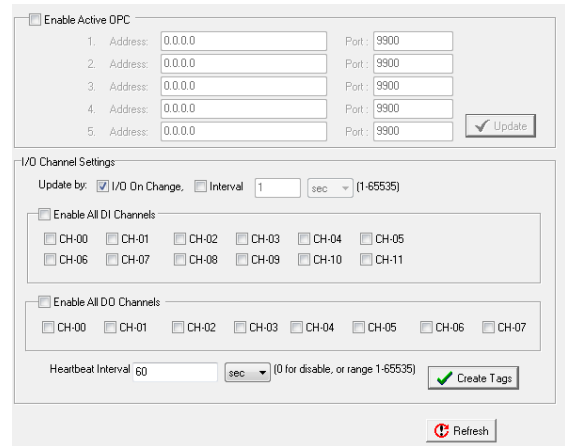 Enable Active OPC
1. Address: 0.0.0.0 Port : 9900
2. Address: 0.0.0.0 Port : 9900
3. Address: 0.0.0.0 Port : 9900
4. Address: 0.0.0.0 Port : 9900
5. Address: 0.0.0.0 Port : 9900
Update
I/O Channel Settings
Update by: I/O On Change, Interval 1 sec (1-65535)
Enable All DI Channels
CH-00 CH-01 CH-02 CH-03 CH-04 CH-05
CH-06 CH-07 CH-08 CH-09 CH-10 CH-11
Enable All DO Channels
CH-00 CH-01 CH-02 CH-03 CH-04 CH-05 CH-06 CH-07
Heartbeat Interval 60 sec (0 for disable, or range 1-65535)
Create Tags
Refresh